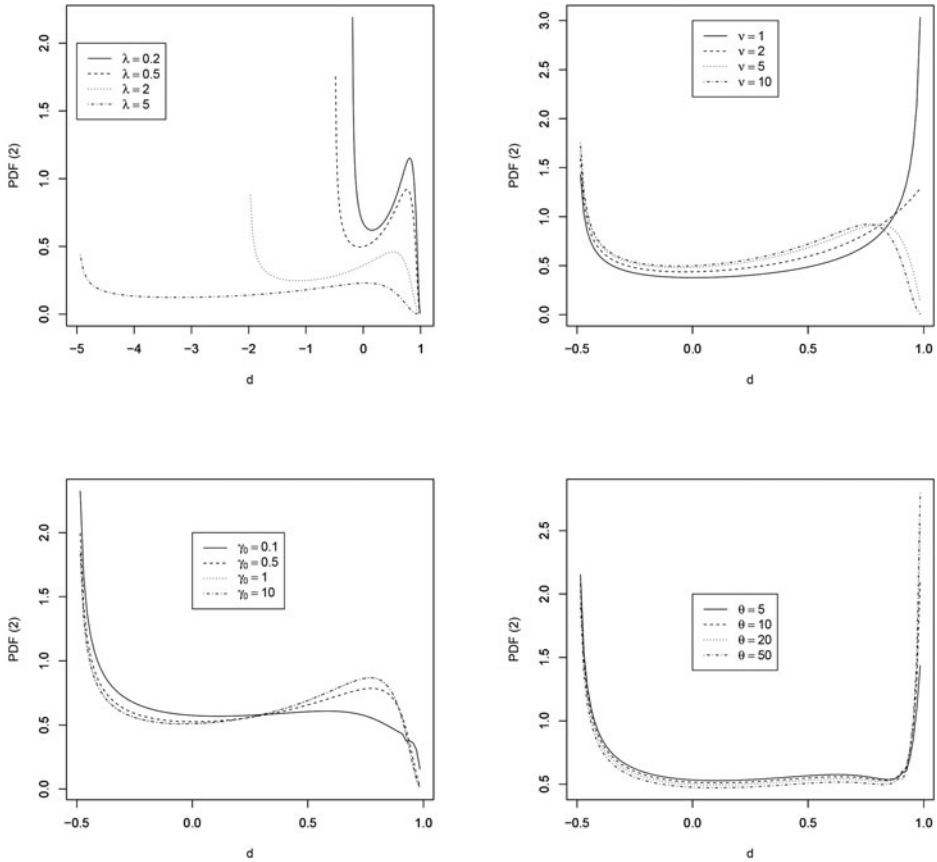 PDF (2)
2.0
1.5
1.0
0.5
0.0
λ = 0.2
λ = 0.5
λ = 2
λ = 5
−5
−4
−3
−2
−1
0
1
d
PDF (2)
3.0
2.5
2.0
1.5
1.0
0.5
0.0
ν = 1
ν = 2
ν = 5
ν = 10
−0.5
0.0
0.5
1.0
d
PDF (2)
2.0
1.5
1.0
0.5
0.0
γ₀ = 0.1
γ₀ = 0.5
γ₀ = 1
γ₀ = 10
−0.5
0.0
0.5
1.0
d
PDF (2)
2.5
2.0
1.5
1.0
0.5
θ = 5
θ = 10
θ = 20
θ = 50
−0.5
0.0
0.5
1.0
d